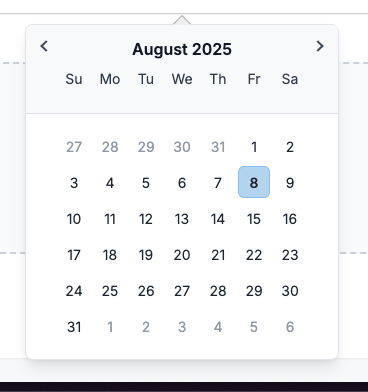 August 2025
Su Mo Tu We Th Fr Sa
27 28 29 30 31 1 2
3 4 5 6 7 8 9
10 11 12 13 14 15 16
17 18 19 20 21 22 23
24 25 26 27 28 29 30
31 1 2 3 4 5 6